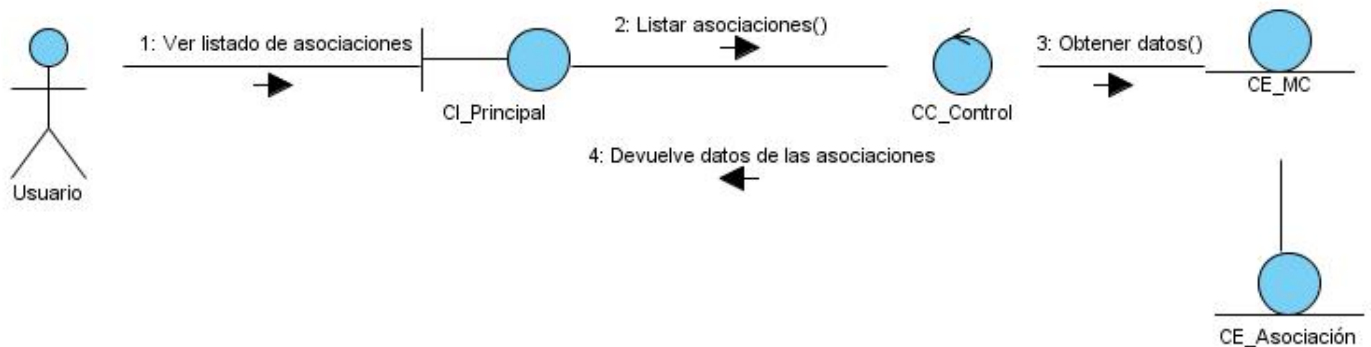 1: Ver listado de asociaciones
2: Listar asociaciones()
3: Obtener datos()
CI_Principal
CC_Control
CE_MC
4: Devuelve datos de las asociaciones
Usuario
CE_Asociación